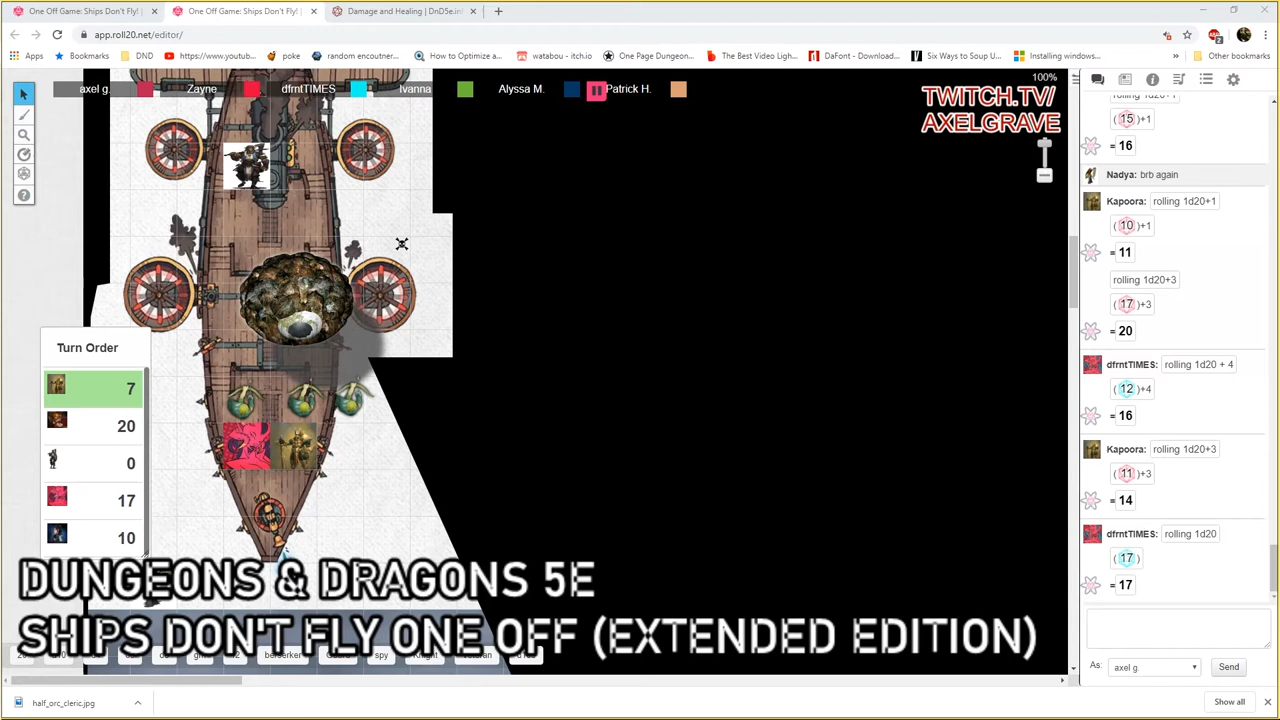 One Off Game: Ships Don't Fly! |
One Off Game: Ships Don't Fly! |
Damage and Healing | DnD5e.inf
app.roll20.net/editor/
Apps
Bookmarks
DND
https://www.youtub...
poke
random encoutner...
How to Optimize a...
watabou - itch.io
One Page Dungeon...
The Best Video Ligh...
DaFont - Download...
Six Ways to Soup U...
Installing windows...
Other bookmarks
axel g.
Zayne
dfrntTIMES
Ivanna
Alyssa M.
Patrick H.
100%
TWITCH.TV/
AXELGRAVE
rolling 1d20+1
(15)+1
= 16
Nadya: brb again
Kapoora: rolling 1d20+1
(10)+1
= 11
rolling 1d20+3
(17)+3
= 20
dfrntTIMES: rolling 1d20 + 4
(12)+4
= 16
Kapoora: rolling 1d20+3
(11)+3
= 14
dfrntTIMES: rolling 1d20
(17)
= 17
Turn Order
7
20
0
17
10
DUNGEONS & DRAGONS 5E
SHIPS DON'T FLY ONE OFF (EXTENDED EDITION)
berserker
spy
As: axel g.
Send
half_orc_cleric.jpg
Show all